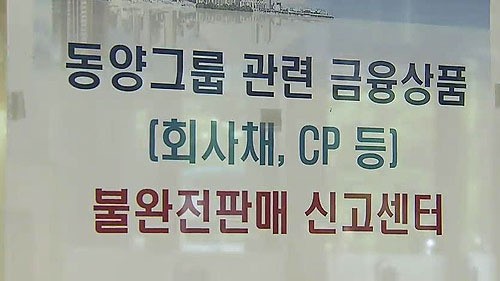 동양그룹 관련 금융상품
(회사채, CP 등)
불완전판매 신고센터